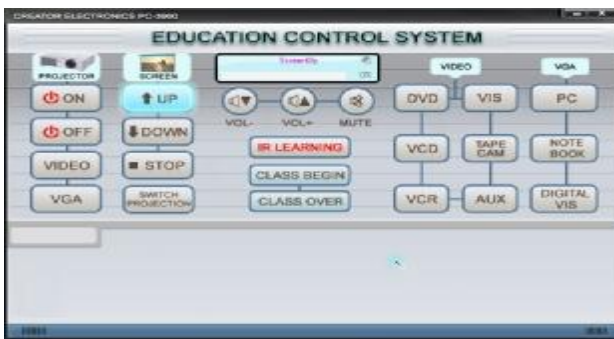 CREATOR ELECTRONICS PC-3000
EDUCATION CONTROL SYSTEM
PROJECTOR
SCREEN
VIDEO
VGA
ON
UP
DVD
VIS
PC
VOL-
VOL+
MUTE
OFF
DOWN
IR LEARNING
VCD
TAPE CAM
NOTE BOOK
VIDEO
STOP
CLASS BEGIN
VGA
SWITCH PROJECTION
CLASS OVER
VCR
AUX
DIGITAL VIS